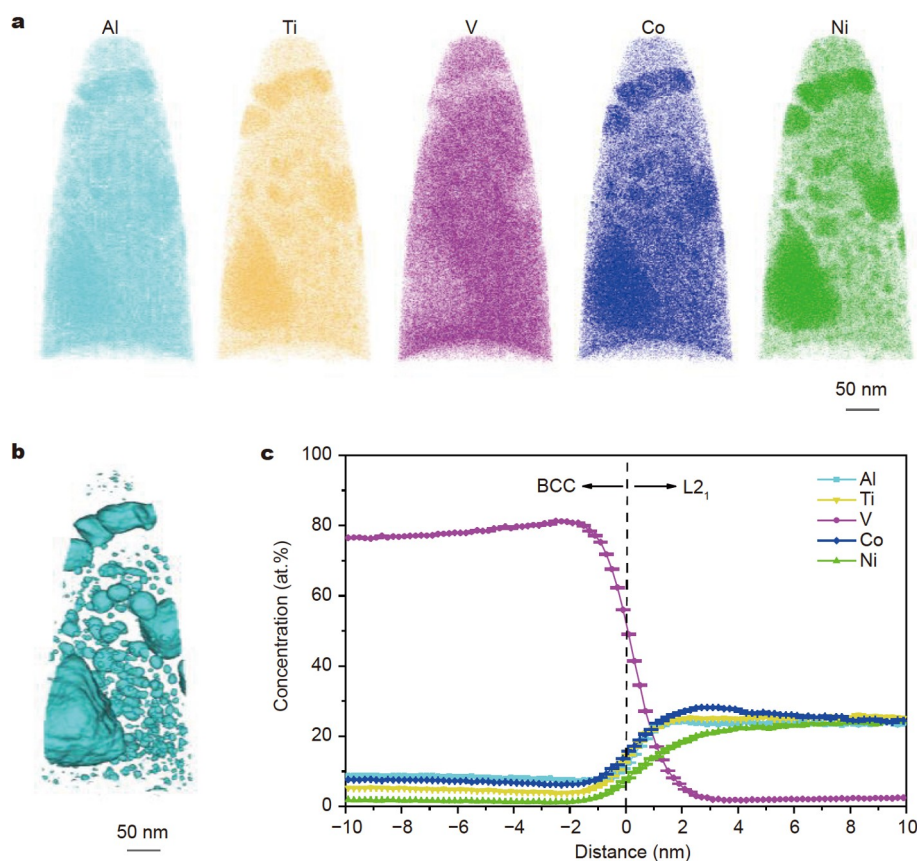 a
Al Ti V Co Ni
50 nm
b
50 nm
c
100
80
60
40
20
0
Concentration (at.%)
BCC L2₁
Al
Ti
V
Co
Ni
−10 −8 −6 −4 −2 0 2 4 6 8 10
Distance (nm)